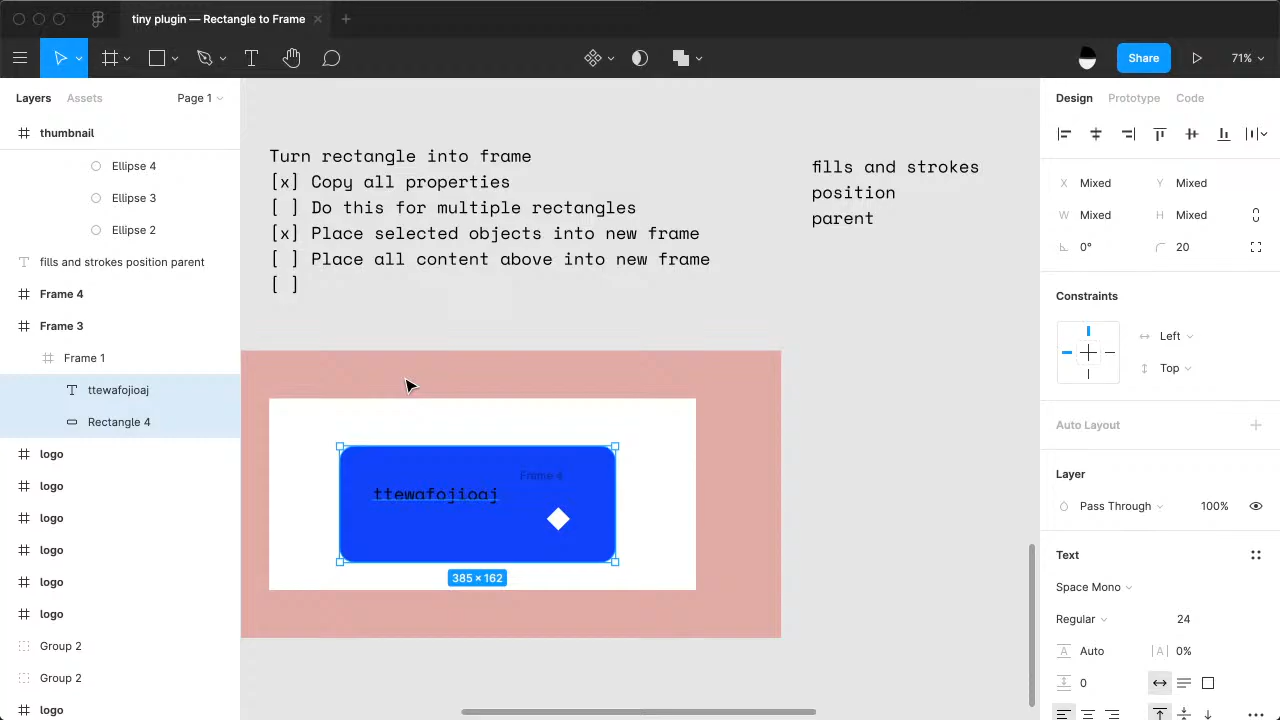 tiny plugin — Rectangle to Frame
Share
71%
Layers
Assets
Page 1
thumbnail
Ellipse 4
Ellipse 3
Ellipse 2
fills and strokes position parent
Frame 4
Frame 3
Frame 1
ttewafojioaj
Rectangle 4
logo
logo
logo
logo
logo
logo
Group 2
Group 2
logo
Turn rectangle into frame
[x] Copy all properties
[ ] Do this for multiple rectangles
[x] Place selected objects into new frame
[ ] Place all content above into new frame
[ ]
fills and strokes
position
parent
Frame 4
ttewafojioaj
385 × 162
Design
Prototype
Code
X Mixed
Y Mixed
W Mixed
H Mixed
0°
20
Constraints
Left
Top
Auto Layout
Layer
Pass Through
100%
Text
Space Mono
Regular
24
A Auto
|A| 0%
0